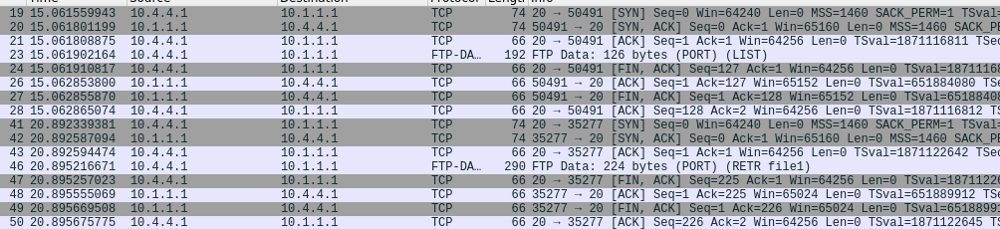 Time Source Destination Protocol Length Info
19 15.061559943 10.4.4.1 10.1.1.1 TCP 74 20 → 50491 [SYN] Seq=0 Win=64240 Len=0 MSS=1460 SACK_PERM=1 TSval=
20 15.061801199 10.1.1.1 10.4.4.1 TCP 74 50491 → 20 [SYN, ACK] Seq=0 Ack=1 Win=65160 Len=0 MSS=1460 SACK_PE
21 15.061808875 10.4.4.1 10.1.1.1 TCP 66 20 → 50491 [ACK] Seq=1 Ack=1 Win=64256 Len=0 TSval=1871116811 TSec
23 15.061902164 10.4.4.1 10.1.1.1 FTP-DA… 192 FTP Data: 126 bytes (PORT) (LIST)
24 15.061910817 10.4.4.1 10.1.1.1 TCP 66 20 → 50491 [FIN, ACK] Seq=127 Ack=1 Win=64256 Len=0 TSval=18711168
26 15.062853800 10.1.1.1 10.4.4.1 TCP 66 50491 → 20 [ACK] Seq=1 Ack=127 Win=65152 Len=0 TSval=651884080 TSe
27 15.062855870 10.1.1.1 10.4.4.1 TCP 66 50491 → 20 [FIN, ACK] Seq=1 Ack=128 Win=65152 Len=0 TSval=65188408
28 15.062865074 10.4.4.1 10.1.1.1 TCP 66 20 → 50491 [ACK] Seq=128 Ack=2 Win=64256 Len=0 TSval=1871116812 TS
41 20.892339381 10.4.4.1 10.1.1.1 TCP 74 20 → 35277 [SYN] Seq=0 Win=64240 Len=0 MSS=1460 SACK_PERM=1 TSval=
42 20.892587094 10.1.1.1 10.4.4.1 TCP 74 35277 → 20 [SYN, ACK] Seq=0 Ack=1 Win=65160 Len=0 MSS=1460 SACK_PE
43 20.892594474 10.4.4.1 10.1.1.1 TCP 66 20 → 35277 [ACK] Seq=1 Ack=1 Win=64256 Len=0 TSval=1871122642 TSec
46 20.895216671 10.4.4.1 10.1.1.1 FTP-DA… 290 FTP Data: 224 bytes (PORT) (RETR file1)
47 20.895257023 10.4.4.1 10.1.1.1 TCP 66 20 → 35277 [FIN, ACK] Seq=225 Ack=1 Win=64256 Len=0 TSval=18711226
48 20.895555069 10.1.1.1 10.4.4.1 TCP 66 35277 → 20 [ACK] Seq=1 Ack=225 Win=65024 Len=0 TSval=651889912 TSe
49 20.895669508 10.1.1.1 10.4.4.1 TCP 66 35277 → 20 [FIN, ACK] Seq=1 Ack=226 Win=65024 Len=0 TSval=65188991
50 20.895675775 10.4.4.1 10.1.1.1 TCP 66 20 → 35277 [ACK] Seq=226 Ack=2 Win=64256 Len=0 TSval=1871122645 TS